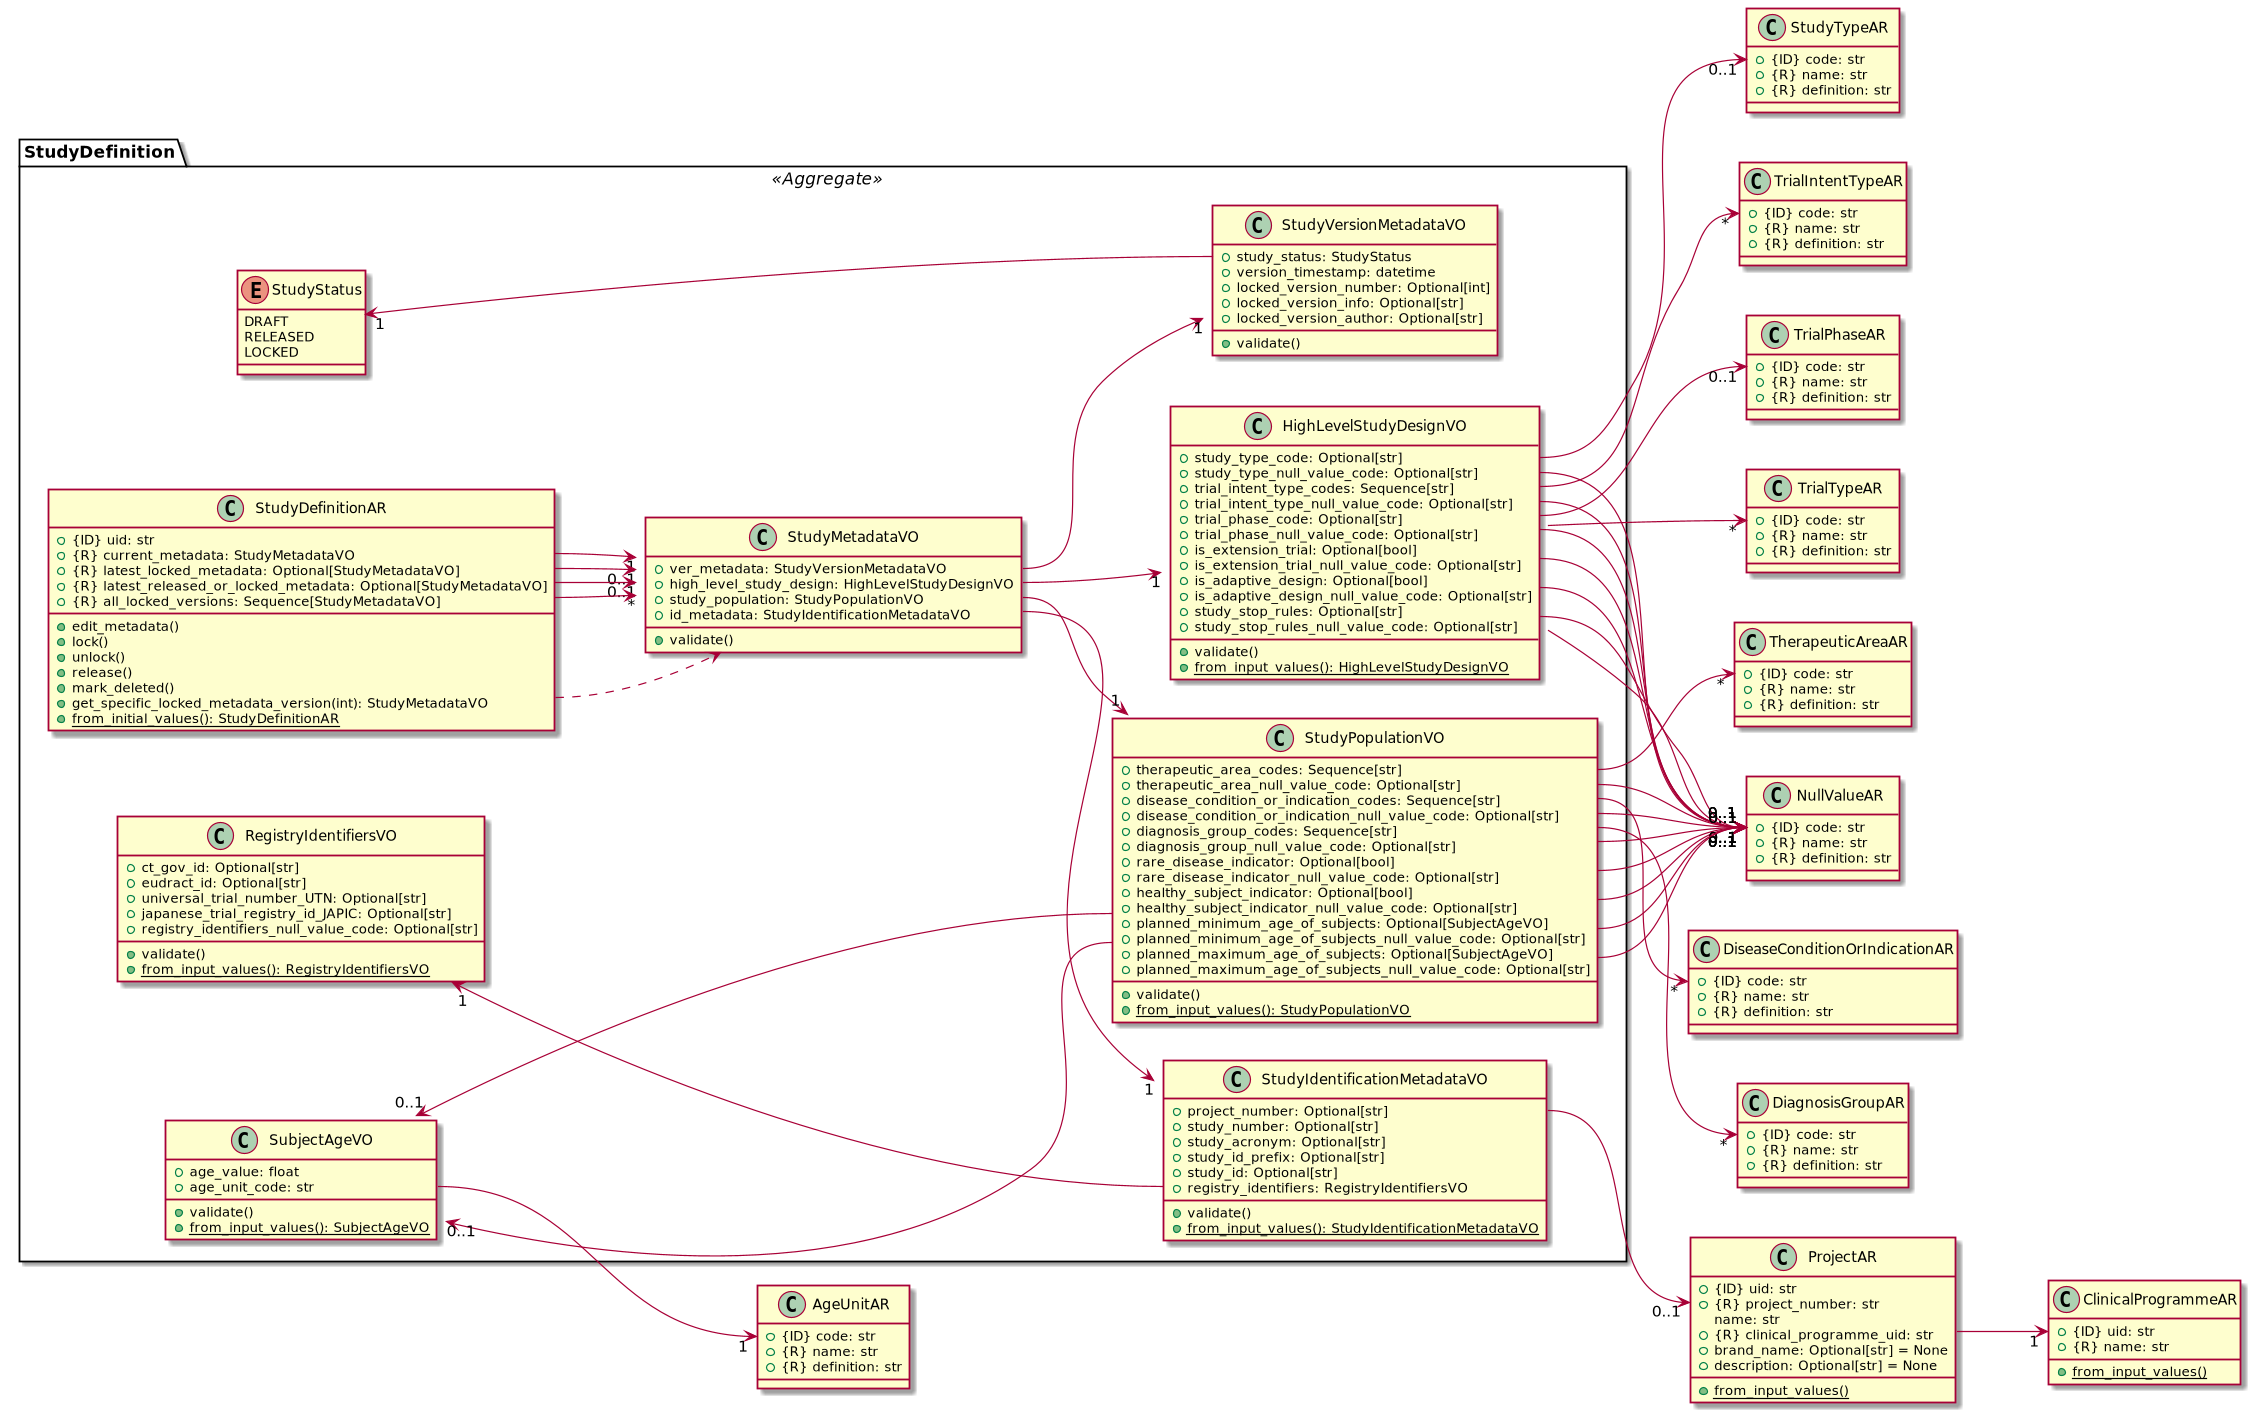 StudyDefinition
«Aggregate»
E StudyStatus
DRAFT
RELEASED
LOCKED
1
C StudyVersionMetadataVO
study_status: StudyStatus
version_timestamp: datetime
locked_version_number: Optional[int]
locked_version_info: Optional[str]
locked_version_author: Optional[str]
validate()
1
C StudyDefinitionAR
{ID} uid: str
{R} current_metadata: StudyMetadataVO
{R} latest_locked_metadata: Optional[StudyMetadataVO]
{R} latest_released_or_locked_metadata: Optional[StudyMetadataVO]
{R} all_locked_versions: Sequence[StudyMetadataVO]
edit_metadata()
lock()
unlock()
release()
mark_deleted()
get_specific_locked_metadata_version(int): StudyMetadataVO
from_initial_values(): StudyDefinitionAR
1
0..1
0..1
*
C StudyMetadataVO
ver_metadata: StudyVersionMetadataVO
high_level_study_design: HighLevelStudyDesignVO
study_population: StudyPopulationVO
id_metadata: StudyIdentificationMetadataVO
validate()
1
C HighLevelStudyDesignVO
study_type_code: Optional[str]
study_type_null_value_code: Optional[str]
trial_intent_type_codes: Sequence[str]
trial_intent_type_null_value_code: Optional[str]
trial_phase_code: Optional[str]
trial_phase_null_value_code: Optional[str]
is_extension_trial: Optional[bool]
is_extension_trial_null_value_code: Optional[str]
is_adaptive_design: Optional[bool]
is_adaptive_design_null_value_code: Optional[str]
study_stop_rules: Optional[str]
study_stop_rules_null_value_code: Optional[str]
validate()
from_input_values(): HighLevelStudyDesignVO
1
C StudyPopulationVO
therapeutic_area_codes: Sequence[str]
therapeutic_area_null_value_code: Optional[str]
disease_condition_or_indication_codes: Sequence[str]
disease_condition_or_indication_null_value_code: Optional[str]
diagnosis_group_codes: Sequence[str]
diagnosis_group_null_value_code: Optional[str]
rare_disease_indicator: Optional[bool]
rare_disease_indicator_null_value_code: Optional[str]
healthy_subject_indicator: Optional[bool]
healthy_subject_indicator_null_value_code: Optional[str]
planned_minimum_age_of_subjects: Optional[SubjectAgeVO]
planned_minimum_age_of_subjects_null_value_code: Optional[str]
planned_maximum_age_of_subjects: Optional[SubjectAgeVO]
planned_maximum_age_of_subjects_null_value_code: Optional[str]
validate()
from_input_values(): StudyPopulationVO
C RegistryIdentifiersVO
ct_gov_id: Optional[str]
eudract_id: Optional[str]
universal_trial_number_UTN: Optional[str]
japanese_trial_registry_id_JAPIC: Optional[str]
registry_identifiers_null_value_code: Optional[str]
validate()
from_input_values(): RegistryIdentifiersVO
1
0..1
C SubjectAgeVO
age_value: float
age_unit_code: str
validate()
from_input_values(): SubjectAgeVO
0..1
1
C StudyIdentificationMetadataVO
project_number: Optional[str]
study_number: Optional[str]
study_acronym: Optional[str]
study_id_prefix: Optional[str]
study_id: Optional[str]
registry_identifiers: RegistryIdentifiersVO
validate()
from_input_values(): StudyIdentificationMetadataVO
1
C AgeUnitAR
{ID} code: str
{R} name: str
{R} definition: str
0..1
C StudyTypeAR
{ID} code: str
{R} name: str
{R} definition: str
*
C TrialIntentTypeAR
{ID} code: str
{R} name: str
{R} definition: str
0..1
C TrialPhaseAR
{ID} code: str
{R} name: str
{R} definition: str
*
C TrialTypeAR
{ID} code: str
{R} name: str
{R} definition: str
*
C TherapeuticAreaAR
{ID} code: str
{R} name: str
{R} definition: str
0..1
0..1
C NullValueAR
{ID} code: str
{R} name: str
{R} definition: str
*
C DiseaseConditionOrIndicationAR
{ID} code: str
{R} name: str
{R} definition: str
*
C DiagnosisGroupAR
{ID} code: str
{R} name: str
{R} definition: str
0..1
C ProjectAR
{ID} uid: str
{R} project_number: str
name: str
{R} clinical_programme_uid: str
brand_name: Optional[str] = None
description: Optional[str] = None
from_input_values()
1
C ClinicalProgrammeAR
{ID} uid: str
{R} name: str
from_input_values()